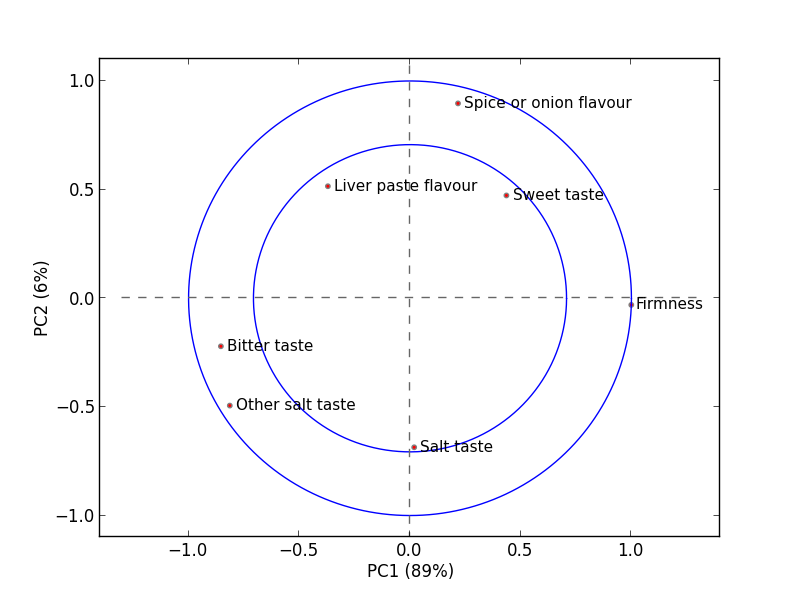 1.0
Spice or onion flavour
0.5
Liver paste flavour
Sweet taste
0.0
Firmness
PC2 (6%)
Bitter taste
−0.5
Other salt taste
Salt taste
−1.0
−1.0 −0.5 0.0 0.5 1.0
PC1 (89%)